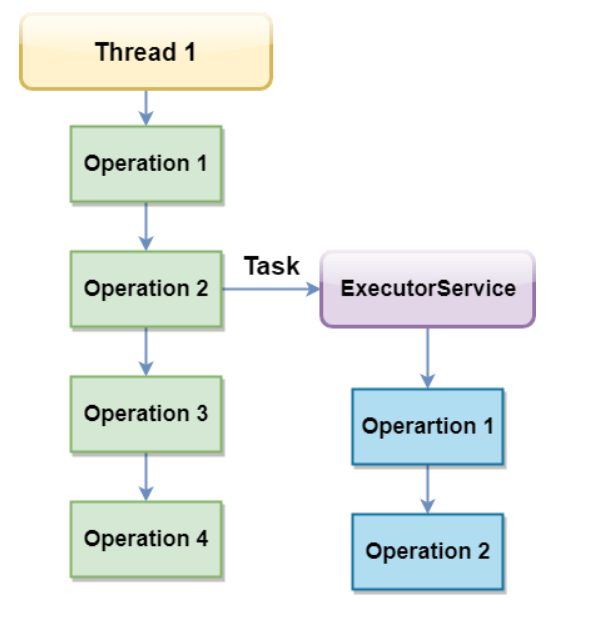 Thread 1
Operation 1
Operation 2
Task
ExecutorService
Operation 3
Operartion 1
Operation 4
Operation 2